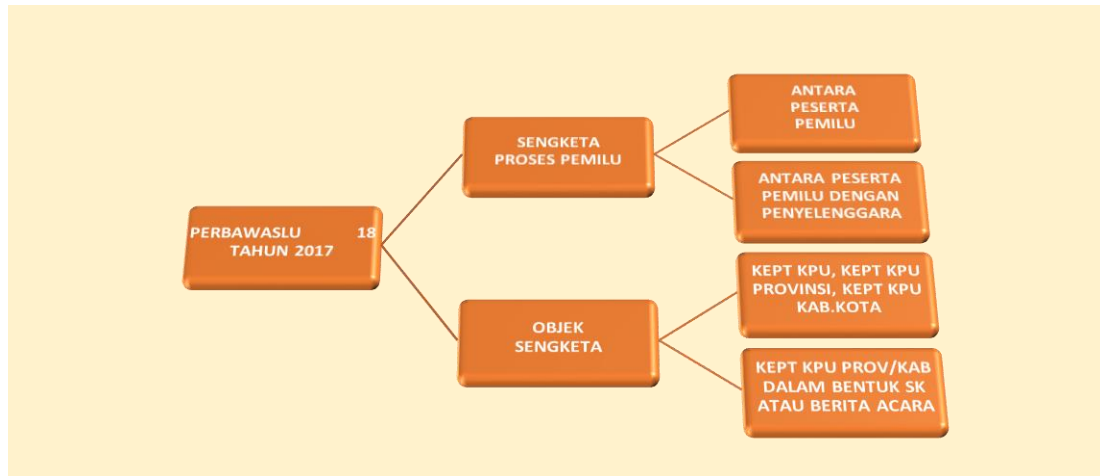 PERBAWASLU 18
TAHUN 2017
SENGKETA
PROSES PEMILU
ANTARA
PESERTA
PEMILU
ANTARA PESERTA
PEMILU DENGAN
PENYELENGGARA
OBJEK
SENGKETA
KEPT KPU, KEPT KPU
PROVINSI, KEPT KPU
KAB.KOTA
KEPT KPU PROV/KAB
DALAM BENTUK SK
ATAU BERITA ACARA